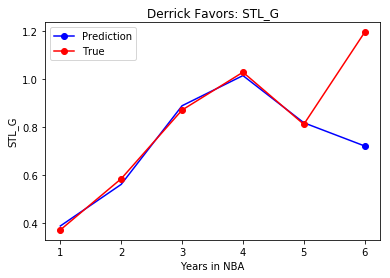 Derrick Favors: STL_G
Prediction
True
STL_G
1.2
1.0
0.8
0.6
0.4
1
2
3
4
5
6
Years in NBA